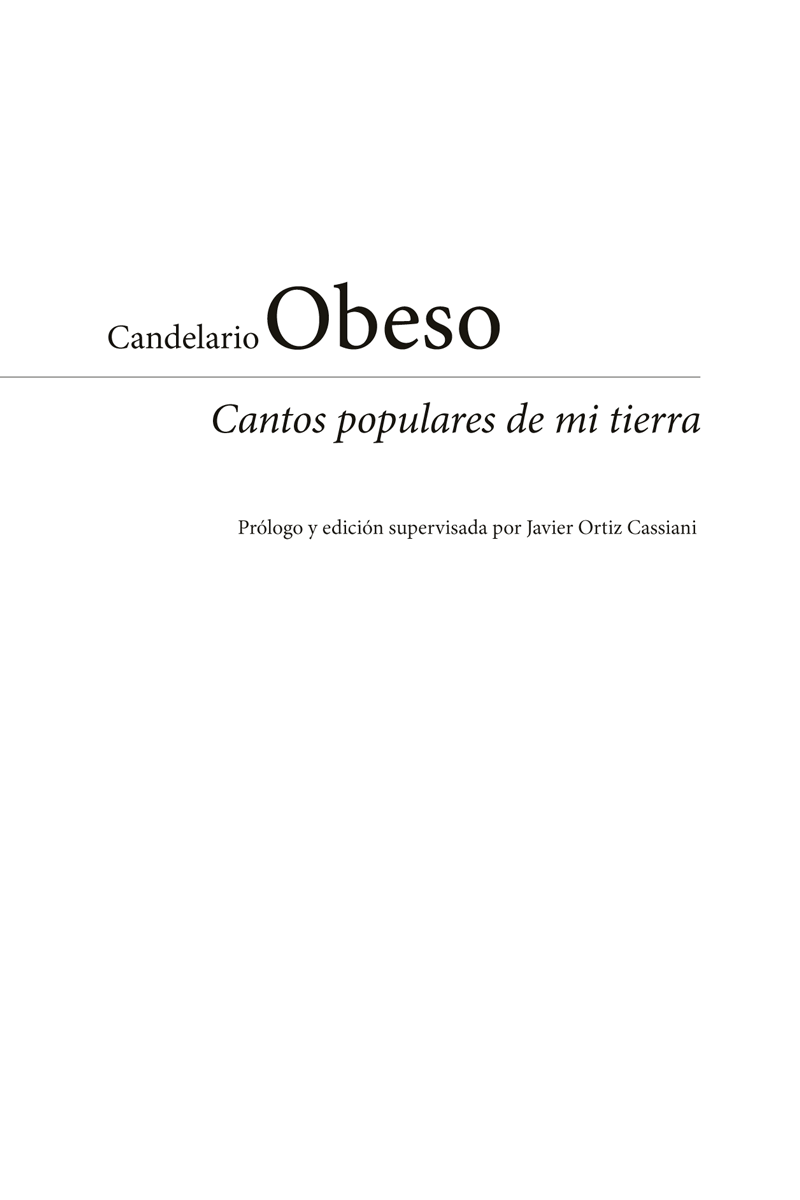 Candelario Obeso
Cantos populares de mi tierra
Prólogo y edición supervisada por Javier Ortiz Cassiani